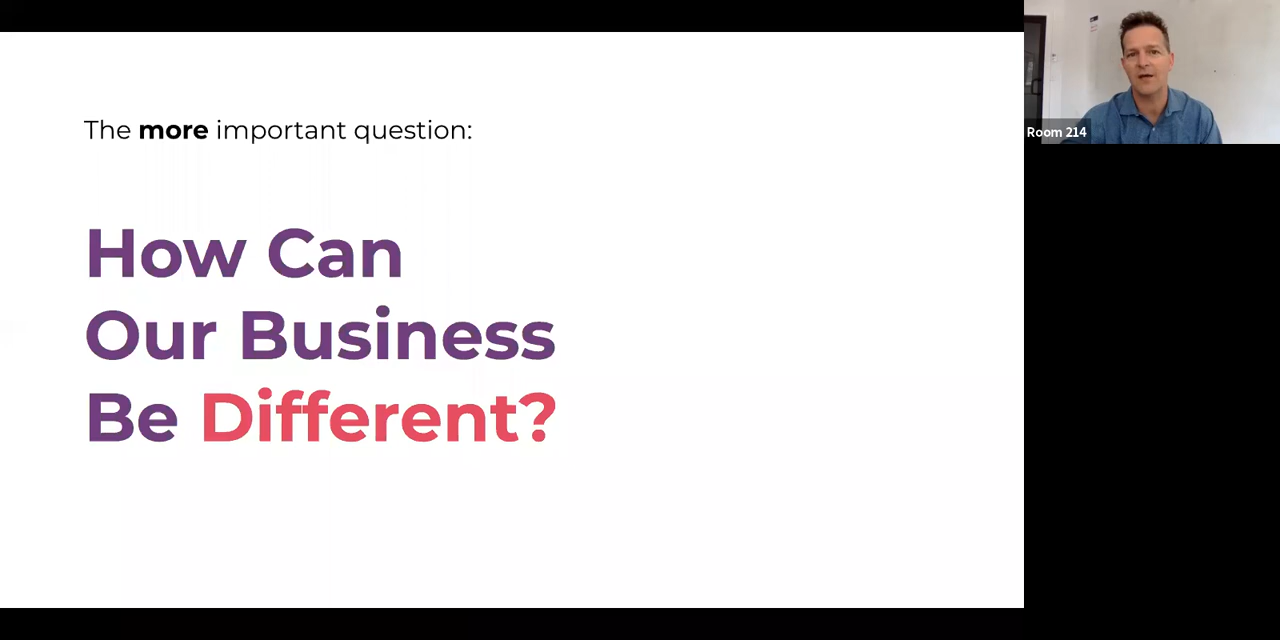 The more important question:
How Can
Our Business
Be Different?
Room 214